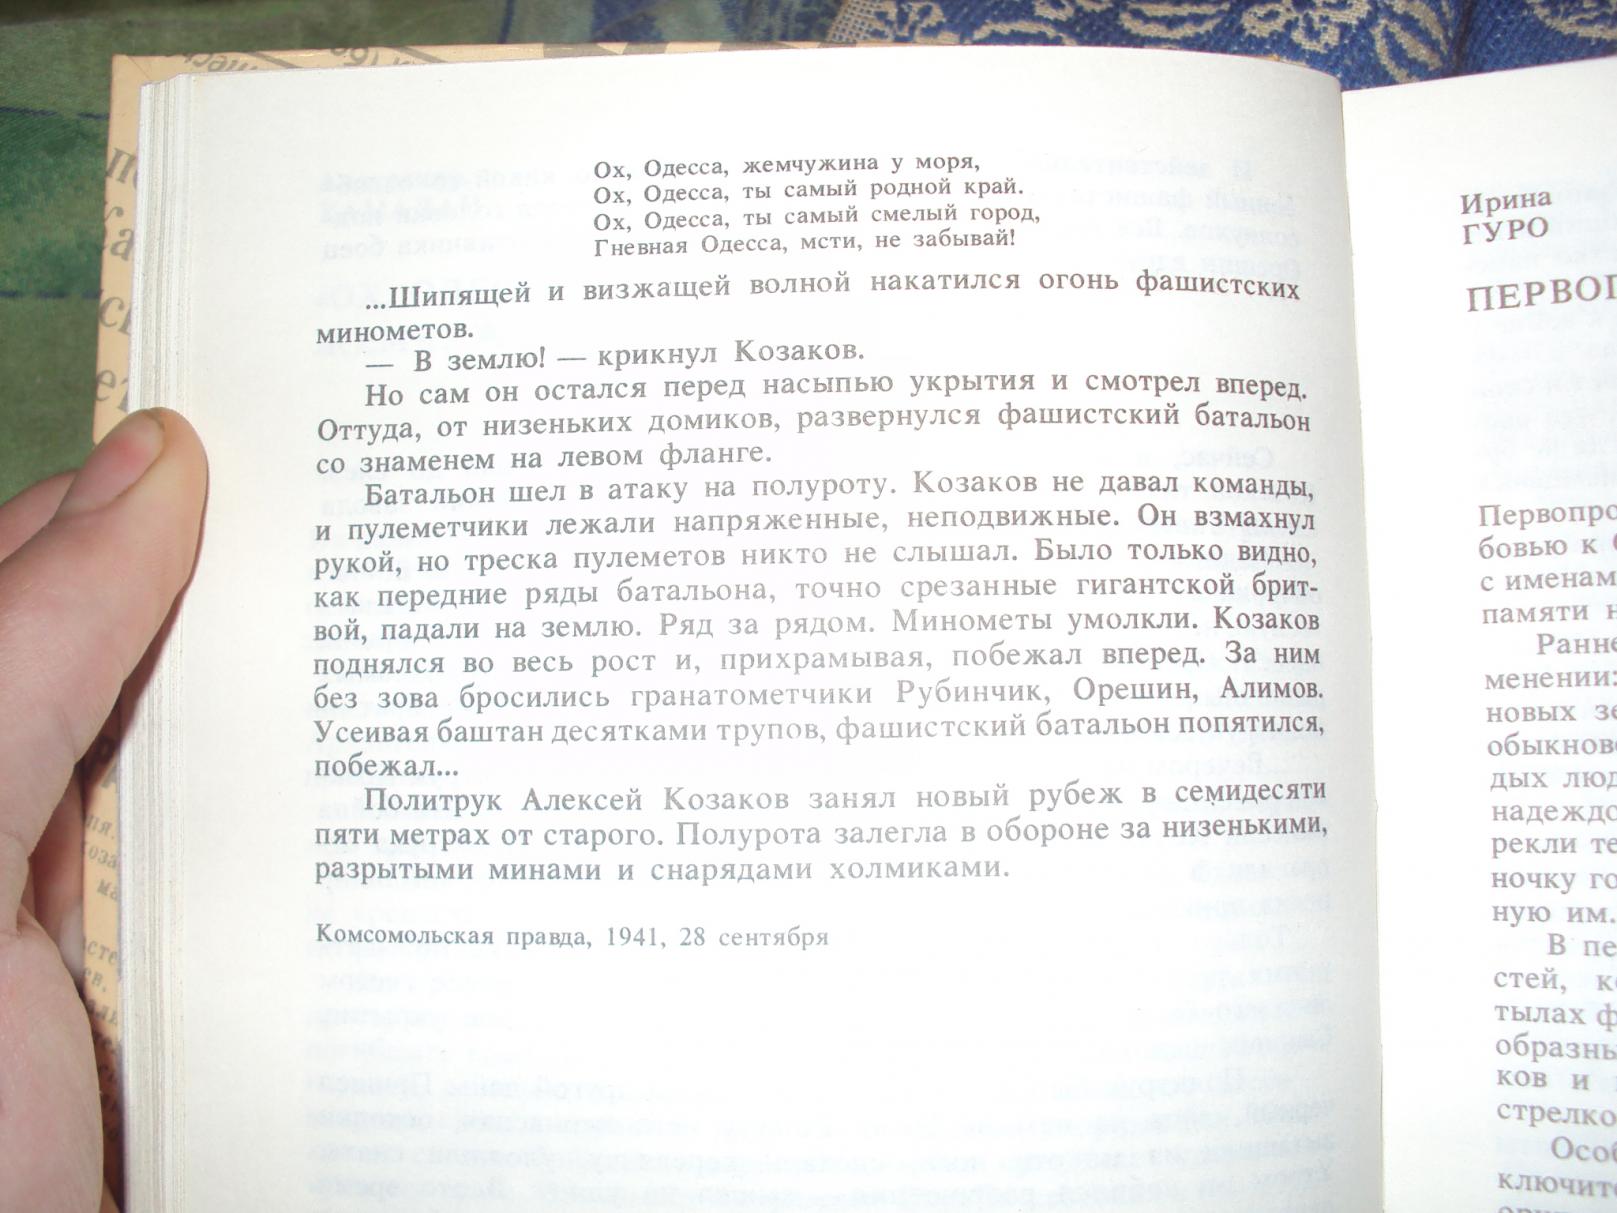 Ох, Одесса, жемчужина у моря,
Ох, Одесса, ты самый родной край.
Ох, Одесса, ты самый смелый город,
Гневная Одесса, мсти, не забывай!
...Шипящей и визжащей волной накатился огонь фашистских
минометов.
— В землю! — крикнул Козаков.
Но сам он остался перед насыпью укрытия и смотрел вперед.
Оттуда, от низеньких домиков, развернулся фашистский батальон
со знаменем на левом фланге.
Батальон шел в атаку на полуроту. Козаков не давал команды,
и пулеметчики лежали напряженные, неподвижные. Он взмахнул
рукой, но треска пулеметов никто не слышал. Было только видно,
как передние ряды батальона, точно срезанные гигантской брит-
вой, падали на землю. Ряд за рядом. Минометы умолкли. Козаков
поднялся во весь рост и, прихрамывая, побежал вперед. За ним
без зова бросились гранатометчики Рубинчик, Орешин, Алимов.
Усеивая баштан десятками трупов, фашистский батальон попятился,
побежал...
Политрук Алексей Козаков занял новый рубеж в семидесяти
пяти метрах от старого. Полурота залегла в обороне за низенькими,
разрытыми минами и снарядами холмиками.
Комсомольская правда, 1941, 28 сентября
Ирина
ГУРО
ПЕРВОП
Первопро
бовью к
с именам
памяти н
Ранне
менении:
новых зе
обыкнове
дых люд
надеждо
рекли те
ночку го
ную им.
В пе
стей, ко
тылах ф
образны
ков и
стрелко
Особ
ключите